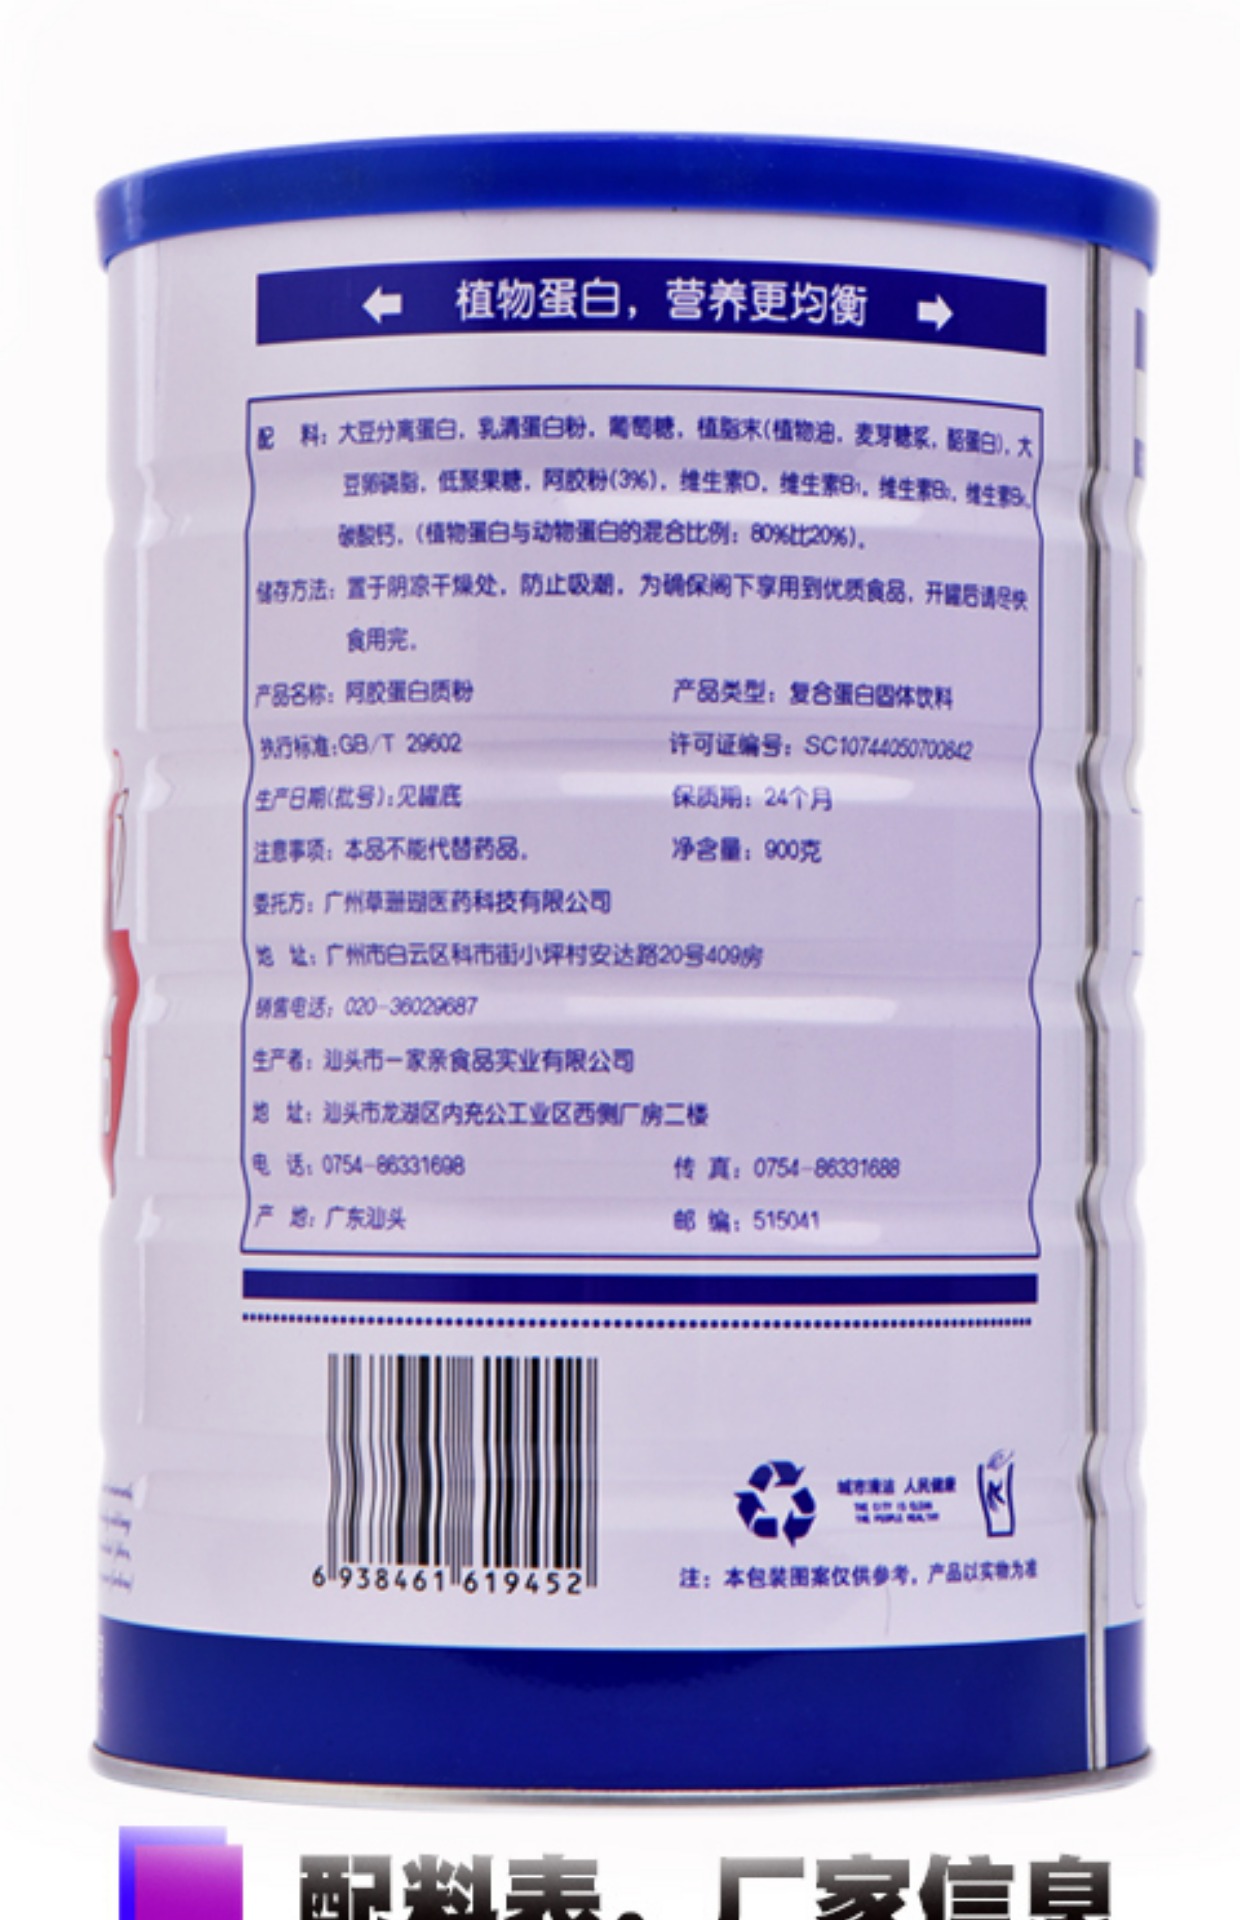 植物蛋白，营养更均衡
配 料：大豆分离蛋白，乳清蛋白粉，葡萄糖，植脂末(植物油，麦芽糖浆，酪蛋白)，大
豆卵磷脂，低聚果糖，阿胶粉(3%)，维生素D，维生素B₁，维生素B₂，维生素B₆，
碳酸钙，(植物蛋白与动物蛋白的混合比例：80%比20%)。
储存方法：置于阴凉干燥处，防止吸潮，为确保阁下享用到优质食品，开罐后请尽快
食用完。
产品名称：阿胶蛋白质粉 产品类型：复合蛋白固体饮料
执行标准:GB/T 29602 许可证编号：SC10744050700842
生产日期(批号):见罐底 保质期：24个月
注意事项：本品不能代替药品。 净含量：900克
委托方：广州草珊瑚医药科技有限公司
地 址：广州市白云区科市街小坪村安达路20号409房
销售电话：020-36029687
生产者：汕头市一家亲食品实业有限公司
地 址：汕头市龙湖区内充公工业区西侧厂房二楼
电 话：0754-86331698 传 真：0754-86331688
产 地：广东汕头 邮 编：515041
城市清洁 人民健康
THE CITY IS CLEAN
THE PEOPLE HEALTHY
6 938461 619452
注：本包装图案仅供参考，产品以实物为准
配料表，厂家信息